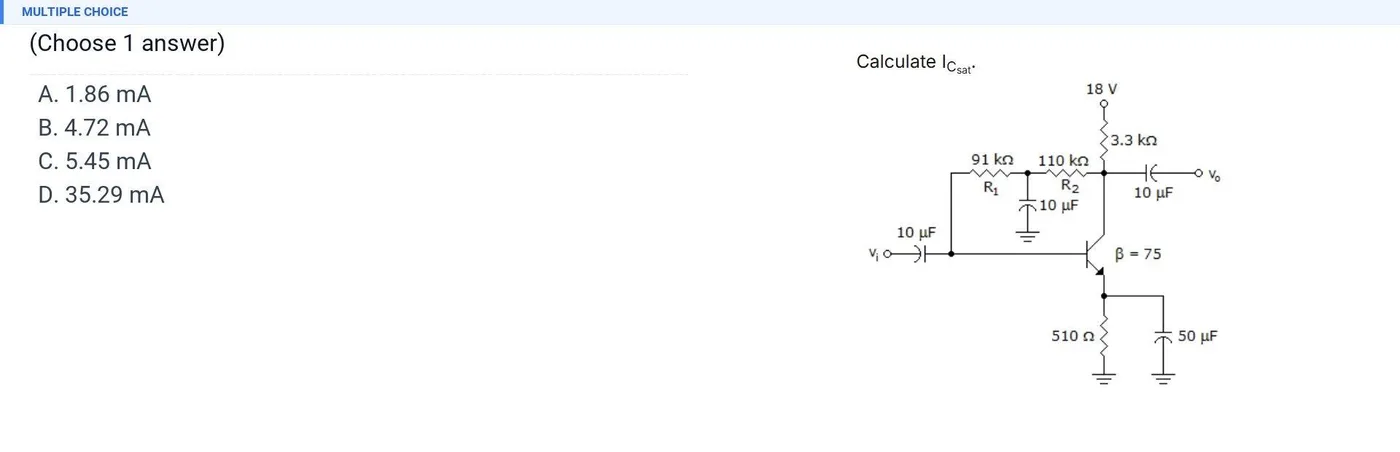 MULTIPLE CHOICE
(Choose 1 answer)
A. 1.86 mA
B. 4.72 mA
C. 5.45 mA
D. 35.29 mA
Calculate ICsat.
18 V
3.3 kΩ
91 kΩ 110 kΩ
R1 R2
10 μF
10 μF
Vo
10 μF
Vi
β = 75
510 Ω
50 μF